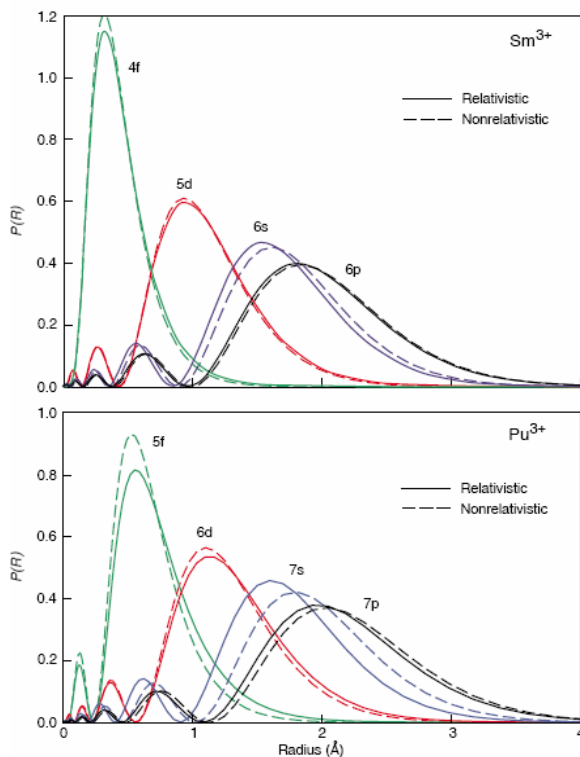 1.2
Sm3+
4f
1.0
Relativistic
Nonrelativistic
0.8
P(R)
5d
0.6
6s
6p
0.4
0.2
0.0
1.0
Pu3+
5f
0.8
Relativistic
Nonrelativistic
6d
0.6
P(R)
7s
7p
0.4
0.2
0.0
0 1 2 3 4
Radius (Å)